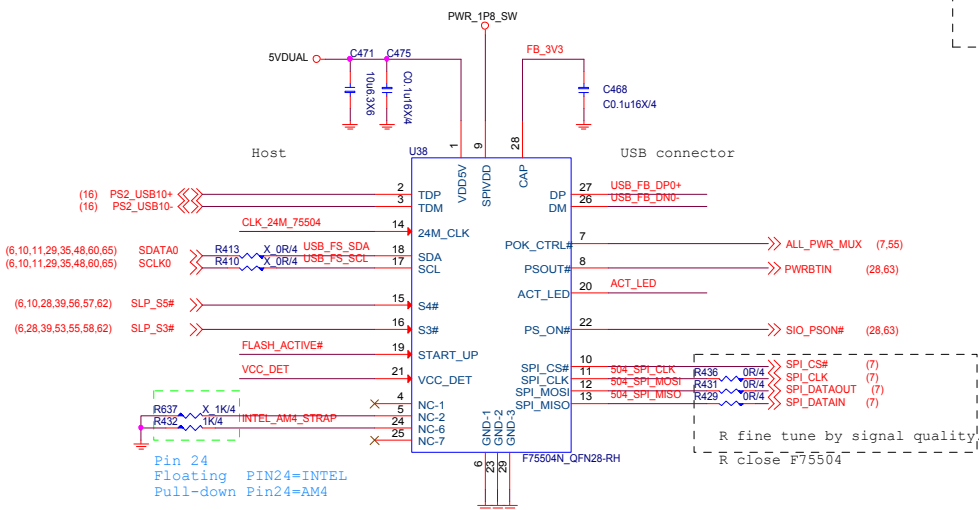 PWR_1P8_SW
5VDUAL
C471
C475
10u6.3X6
C0.1u16X/4
FB_3V3
C468
C0.1u16X/4
Host
U38
USB connector
1
9
28
VDD5V
SPIVDD
CAP
(16) PS2_USB10+ 2 TDP
(16) PS2_USB10- 3 TDM
CLK_24M_75504 14 24M_CLK
(6,10,11,29,35,48,60,65) SDATA0 R413 X_0R/4 USB_FS_SDA 18 SDA
(6,10,11,29,35,48,60,65) SCLK0 R410 X_0R/4 USB_FS_SCL 17 SCL
(6,10,28,39,56,57,62) SLP_S5# 15 S4#
(6,28,39,53,55,58,62) SLP_S3# 16 S3#
FLASH_ACTIVE# 19 START_UP
VCC_DET 21 VCC_DET
4 NC-1
R637 X_1K/4 5 NC-2
R432 1K/4 INTEL_AM4_STRAP 24 NC-6
25 NC-7
DP 27 USB_FB_DP0+
DM 26 USB_FB_DN0-
POK_CTRL# 7 ALL_PWR_MUX (7,55)
PSOUT# 8 PWRBTIN (28,63)
ACT_LED 20 ACT_LED
PS_ON# 22 SIO_PSON# (28,63)
SPI_CS# 10 SPI_CS# (7)
SPI_CLK 11 504_SPI_CLK R436 0R/4 SPI_CLK (7)
SPI_MOSI 12 504_SPI_MOSI R431 0R/4 SPI_DATAOUT (7)
SPI_MISO 13 504_SPI_MISO R429 0R/4 SPI_DATAIN (7)
GND-1
GND-2
GND-3
6
23
29
F75504N_QFN28-RH
R fine tune by signal quality
R close F75504
Pin 24
Floating PIN24=INTEL
Pull-down Pin24=AM4